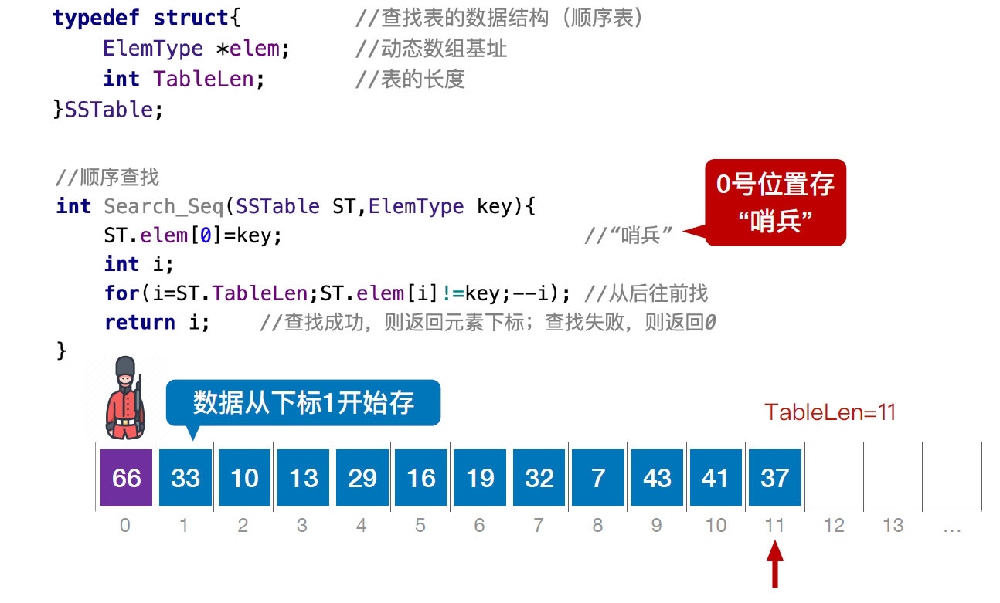 typedef struct{ //查找表的数据结构（顺序表）
ElemType *elem; //动态数组基址
int TableLen; //表的长度
}SSTable;
//顺序查找
int Search_Seq(SSTable ST,ElemType key){
ST.elem[0]=key; //“哨兵”
0号位置存
“哨兵”
int i;
for(i=ST.TableLen;ST.elem[i]!=key;--i); //从后往前找
return i; //查找成功，则返回元素下标；查找失败，则返回0
}
数据从下标1开始存
TableLen=11
66 33 10 13 29 16 19 32 7 43 41 37
0 1 2 3 4 5 6 7 8 9 10 11 12 13 ...